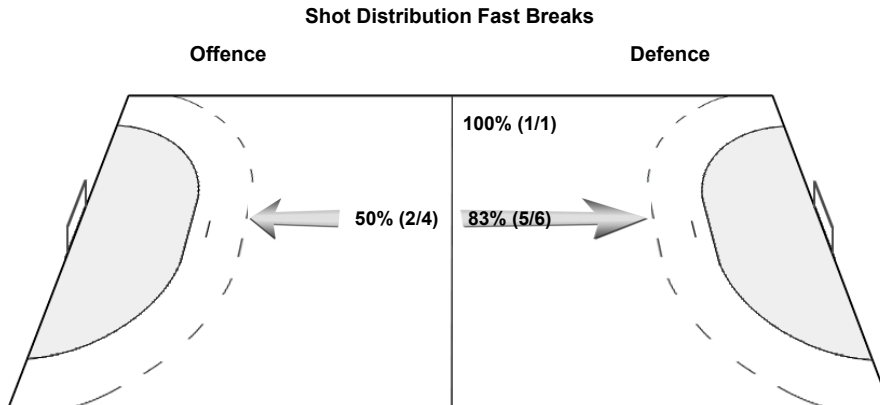 Shot Distribution Fast Breaks
Offence
Defence
100% (1/1)
50% (2/4)
83% (5/6)